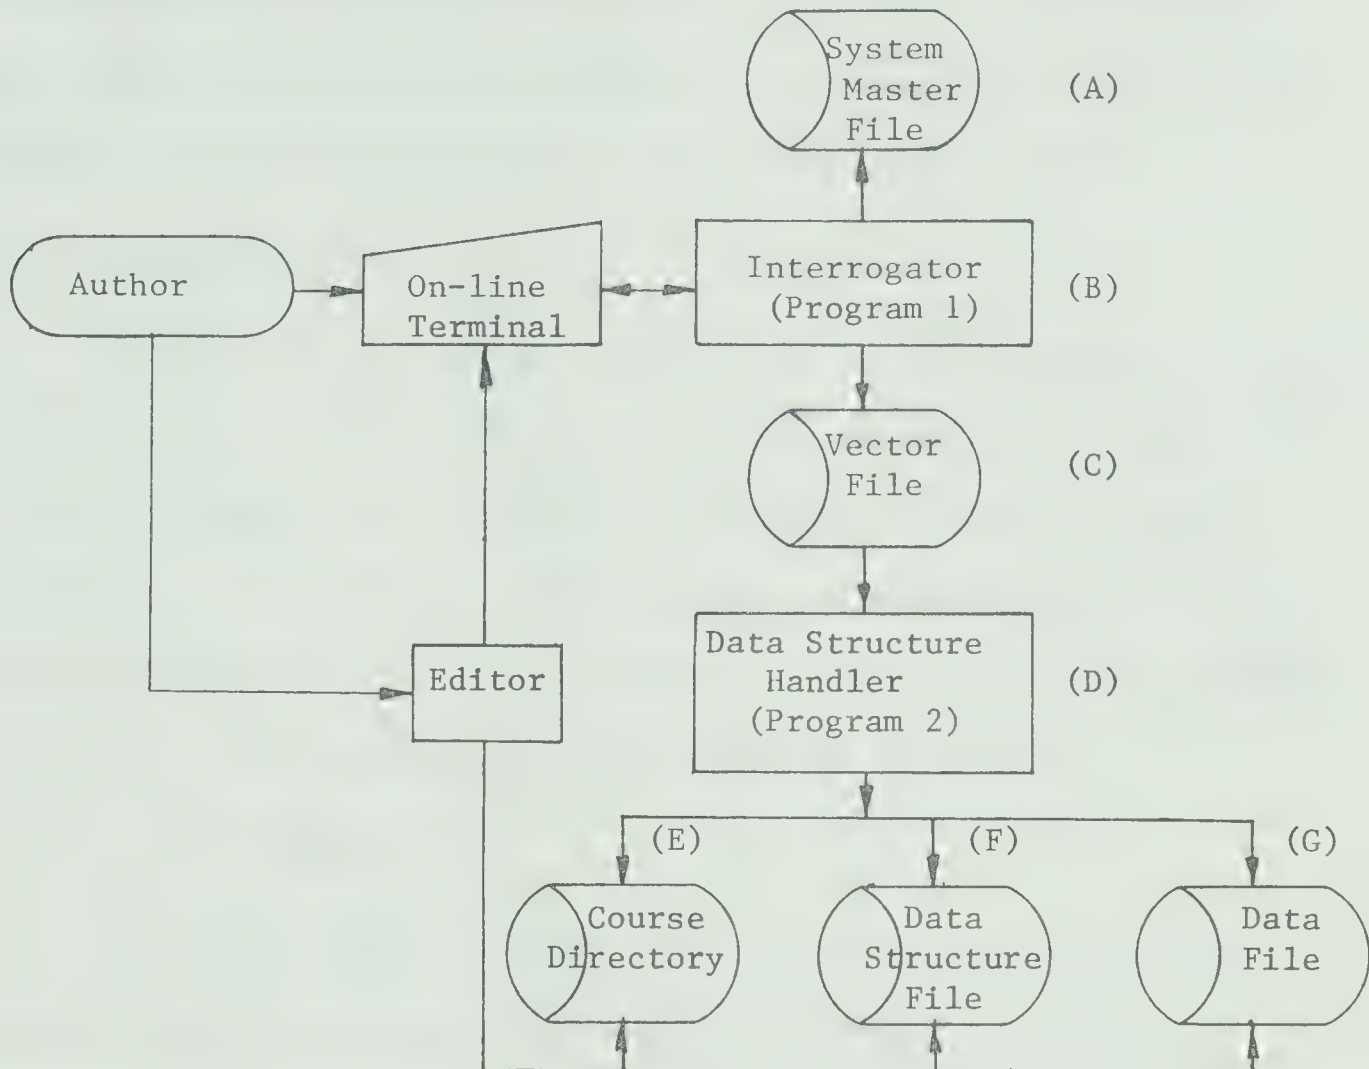 System
Master
File
(A)
Author
On-line
Terminal
Interrogator
(Program 1)
(B)
Vector
File
(C)
Editor
Data Structure
Handler
(Program 2)
(D)
(E)
(F)
(G)
Course
Directory
Data
Structure
File
Data
File